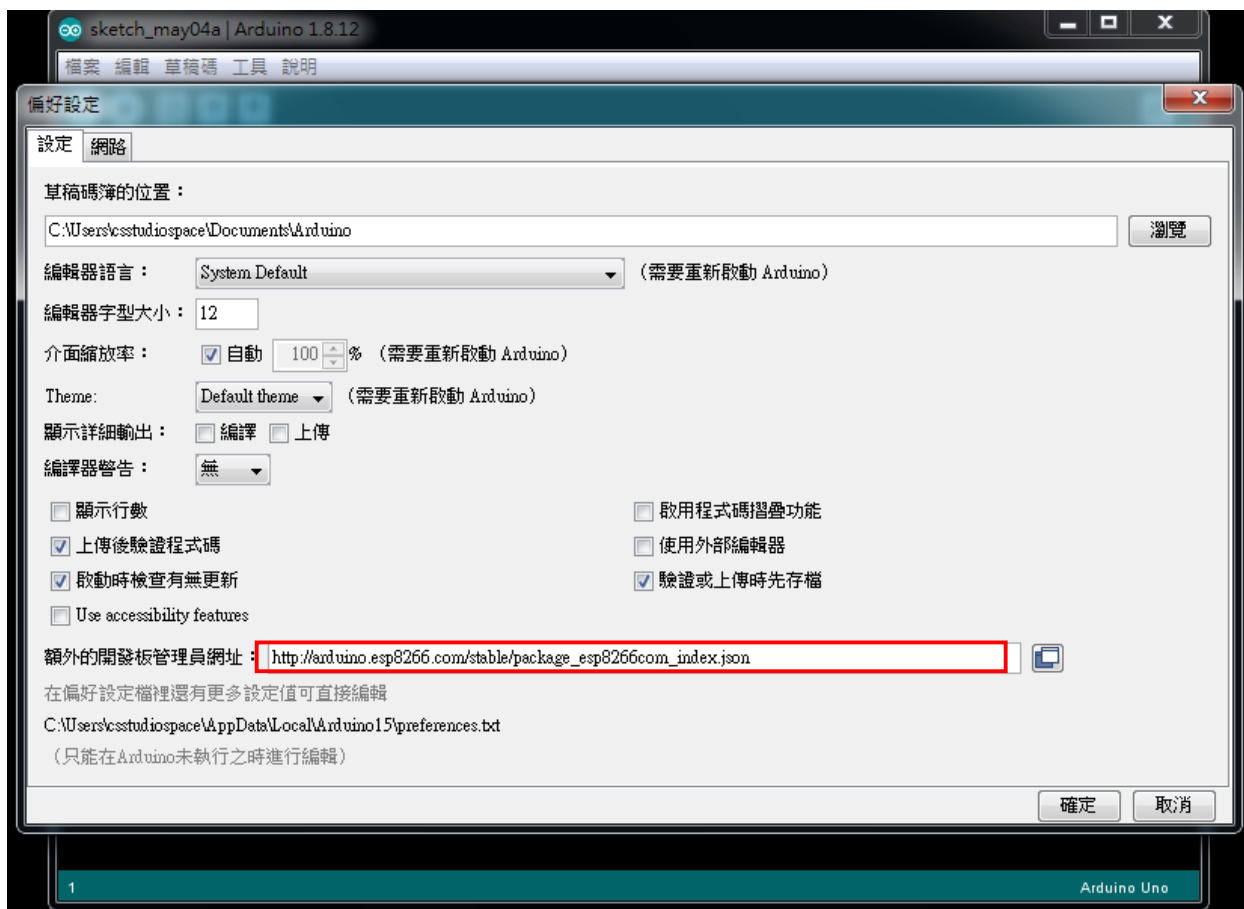 sketch_may04a | Arduino 1.8.12
檔案 編輯 草稿碼 工具 說明
偏好設定
設定 網路
草稿碼簿的位置：
C:\Users\csstudiospace\Documents\Arduino 瀏覽
編輯器語言： System Default （需要重新啟動 Arduino）
編輯器字型大小： 12
介面縮放率： 自動 100 % （需要重新啟動 Arduino）
Theme: Default theme （需要重新啟動 Arduino）
顯示詳細輸出： 編譯 上傳
編譯器警告： 無
顯示行數 啟用程式碼摺疊功能
上傳後驗證程式碼 使用外部編輯器
啟動時檢查有無更新 驗證或上傳時先存檔
Use accessibility features
額外的開發板管理員網址： http://arduino.esp8266.com/stable/package_esp8266com_index.json
在偏好設定檔裡還有更多設定值可直接編輯
C:\Users\csstudiospace\AppData\Local\Arduino15\preferences.txt
（只能在Arduino未執行之時進行編輯）
確定 取消
1 Arduino Uno